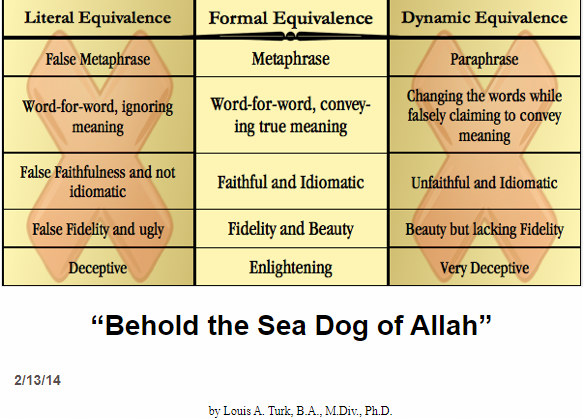 Literal Equivalence Formal Equivalence Dynamic Equivalence
False Metaphrase Metaphrase Paraphrase
Word-for-word, ignoring
meaning
Word-for-word, convey-
ing true meaning
Changing the words while
falsely claiming to convey
meaning
False Faithfulness and not
idiomatic
Faithful and Idiomatic
Unfaithful and Idiomatic
False Fidelity and ugly Fidelity and Beauty Beauty but lacking Fidelity
Deceptive Enlightening Very Deceptive
“Behold the Sea Dog of Allah”
2/13/14
by Louis A. Turk, B.A., M.Div., Ph.D.